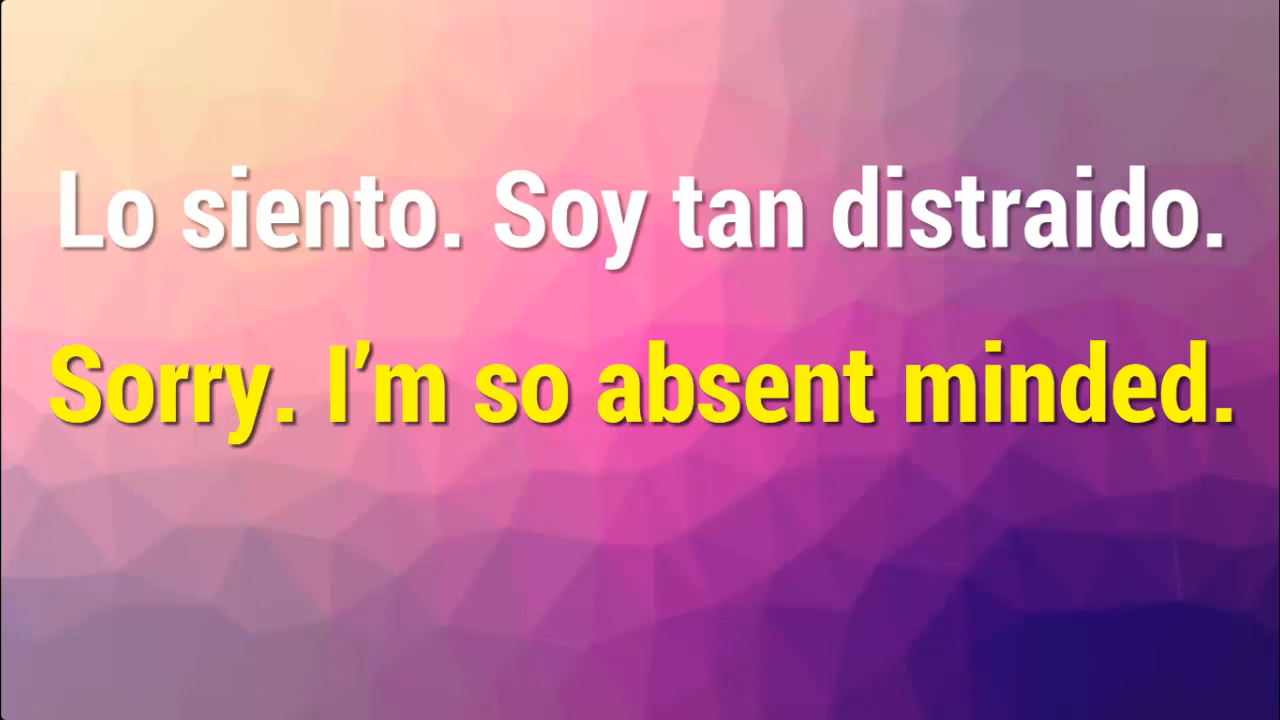 Lo siento. Soy tan distraido.
Sorry. I’m so absent minded.